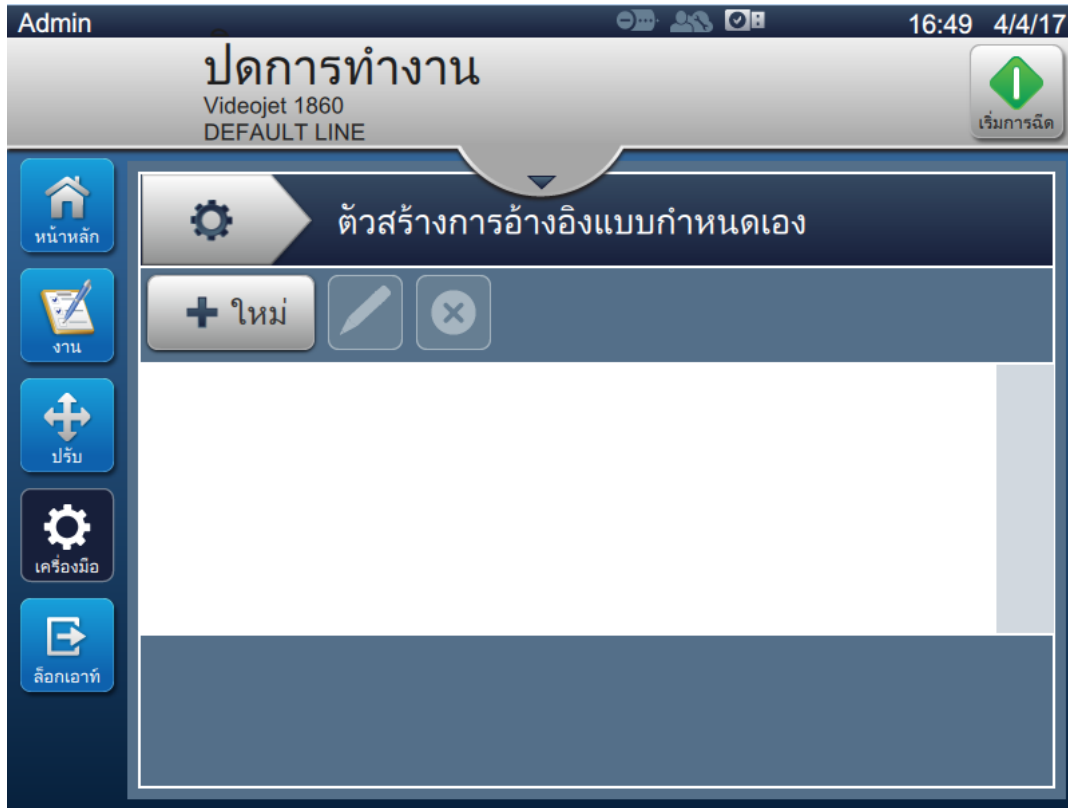 Admin
16:49 4/4/17
ปดการทำงาน
Videojet 1860
DEFAULT LINE
เริ่มการฉีด
หน้าหลัก
ตัวสร้างการอ้างอิงแบบกำหนดเอง
ใหม่
งาน
ปรับ
เครื่องมือ
ล็อกเอาท์